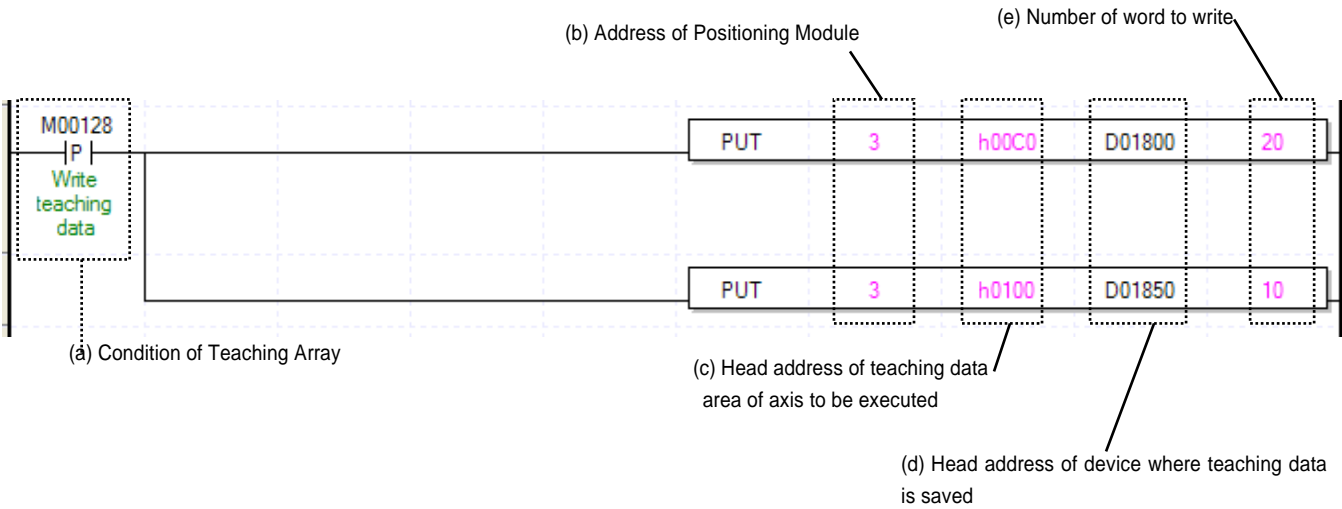 (e) Number of word to write
(b) Address of Positioning Module
M00128
P
Write
teaching
data
PUT 3 h00C0 D01800 20
PUT 3 h0100 D01850 10
(a) Condition of Teaching Array
(c) Head address of teaching data
area of axis to be executed
(d) Head address of device where teaching data
is saved